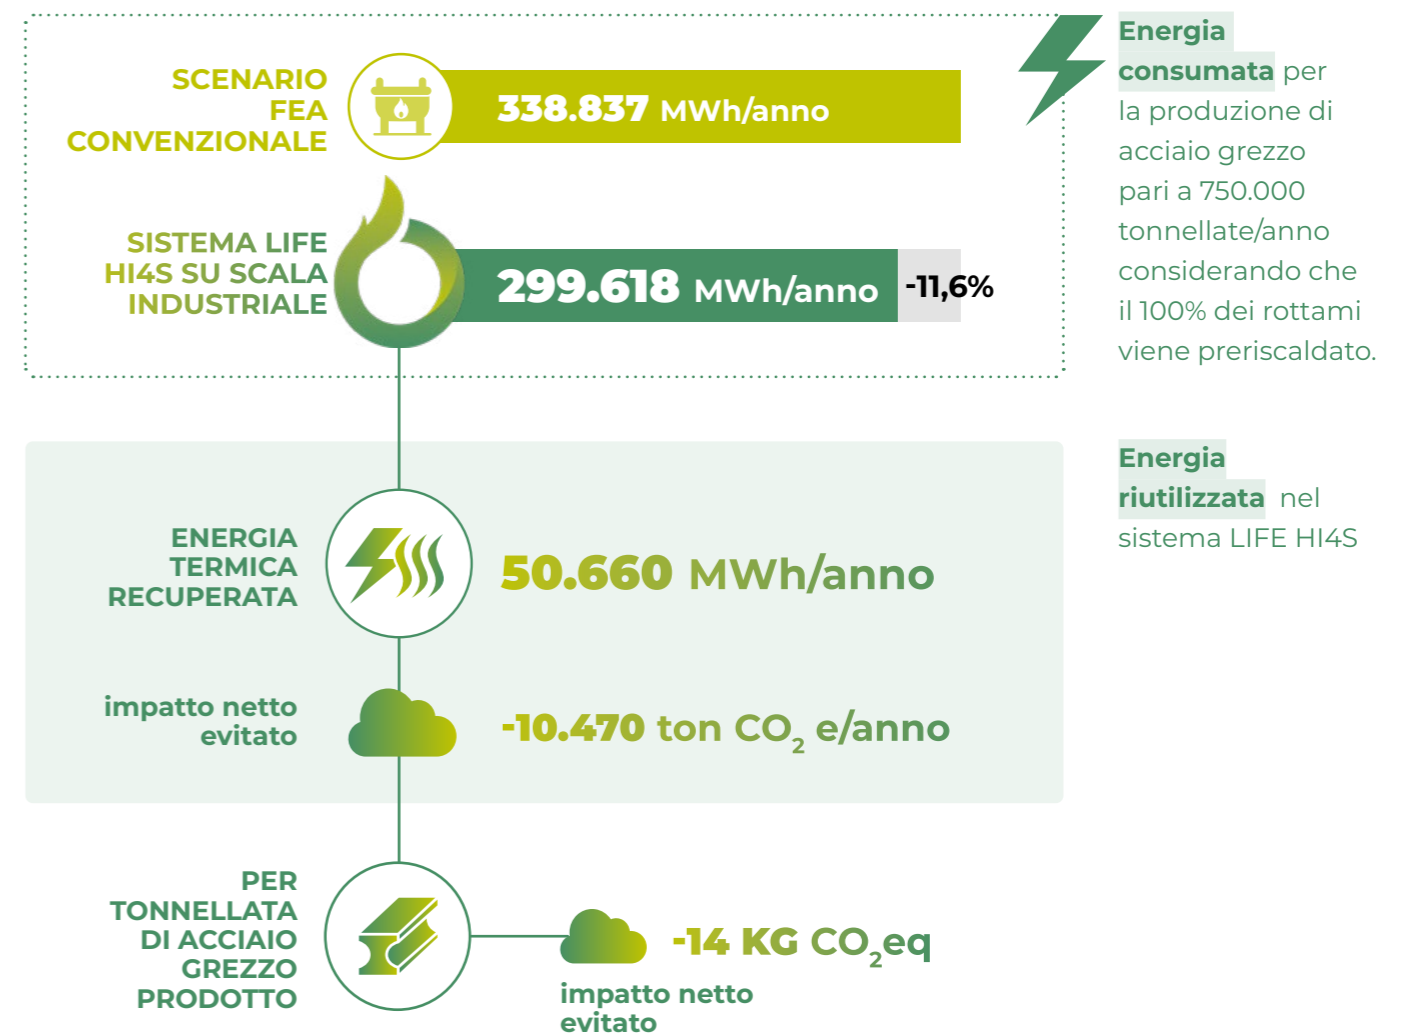 SCENARIO
FEA
CONVENZIONALE
338.837 MWh/anno
SISTEMA LIFE
HI4S SU SCALA
INDUSTRIALE
299.618 MWh/anno
-11,6%
Energia
consumata per
la produzione di
acciaio grezzo
pari a 750.000
tonnellate/anno
considerando che
il 100% dei rottami
viene preriscaldato.
ENERGIA
TERMICA
RECUPERATA
50.660 MWh/anno
Energia
riutilizzata nel
sistema LIFE HI4S
impatto netto
evitato
-10.470 ton CO₂ e/anno
PER
TONNELLATA
DI ACCIAIO
GREZZO
PRODOTTO
-14 KG CO₂eq
impatto netto
evitato